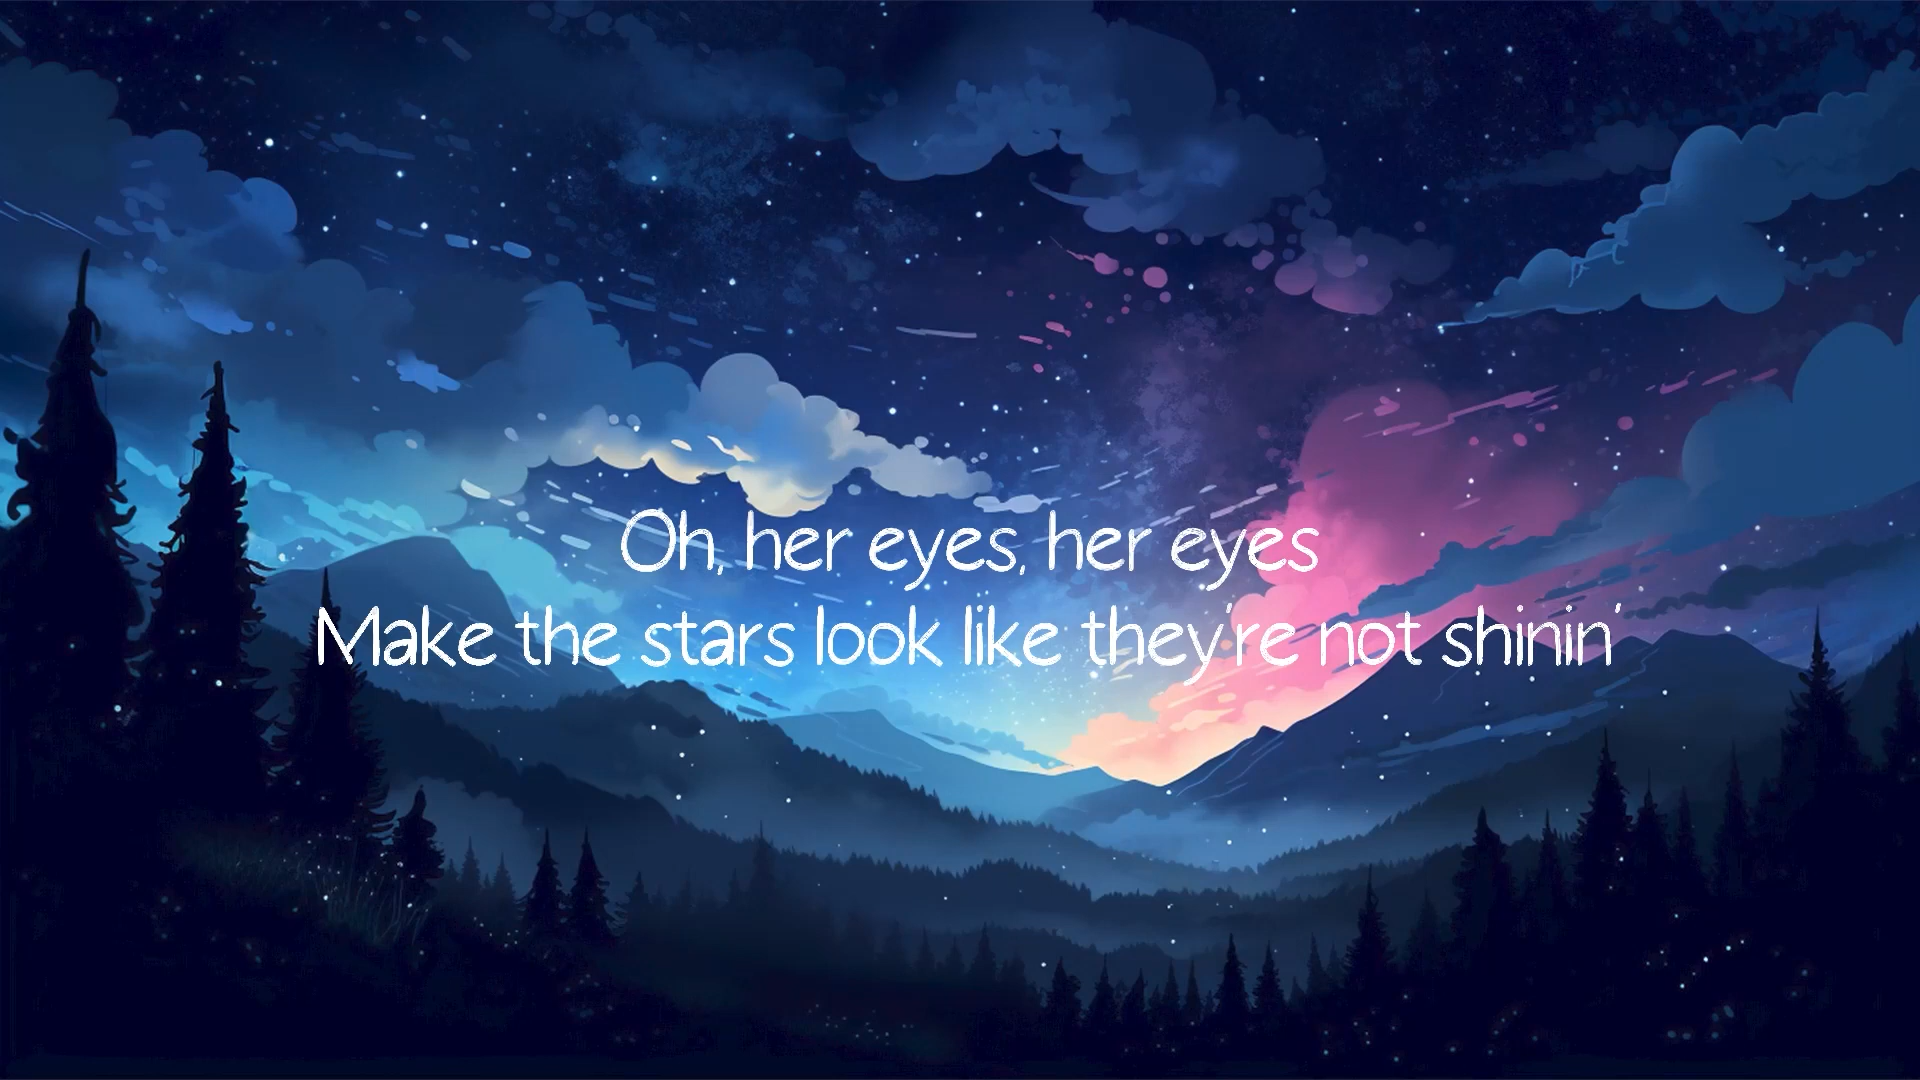 Oh, her eyes, her eyes
Make the stars look like they're not shinin'